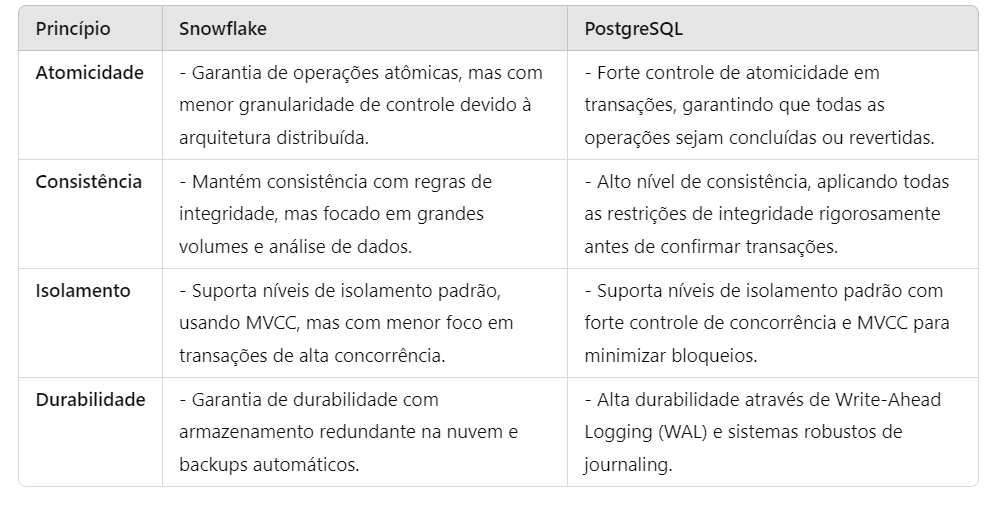 Princípio Snowflake PostgreSQL
Atomicidade
- Garantia de operações atômicas, mas com
menor granularidade de controle devido à
arquitetura distribuída.
- Forte controle de atomicidade em
transações, garantindo que todas as
operações sejam concluídas ou revertidas.
Consistência
- Mantém consistência com regras de
integridade, mas focado em grandes
volumes e análise de dados.
- Alto nível de consistência, aplicando todas
as restrições de integridade rigorosamente
antes de confirmar transações.
Isolamento
- Suporta níveis de isolamento padrão,
usando MVCC, mas com menor foco em
transações de alta concorrência.
- Suporta níveis de isolamento padrão com
forte controle de concorrência e MVCC para
minimizar bloqueios.
Durabilidade
- Garantia de durabilidade com
armazenamento redundante na nuvem e
backups automáticos.
- Alta durabilidade através de Write-Ahead
Logging (WAL) e sistemas robustos de
journaling.